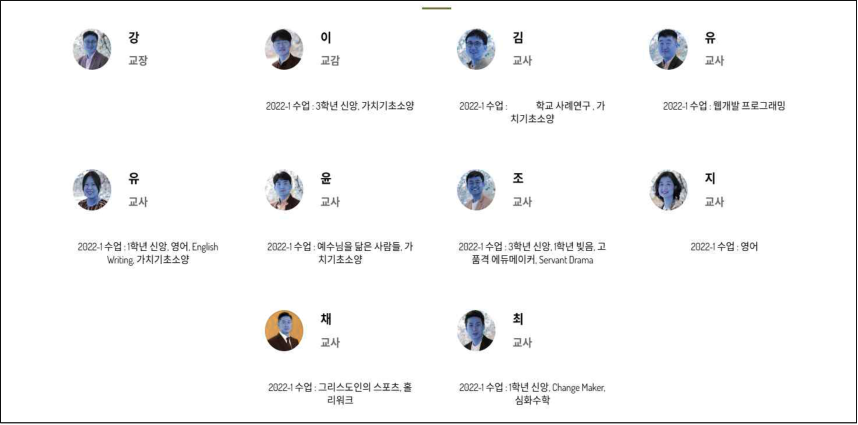 강
교장
이
교감
2022-1 수업 : 3학년 신앙, 가치기초소양
김
교사
2022-1 수업 : 학교 사례연구 , 가
치기초소양
유
교사
2022-1 수업 : 웹개발 프로그래밍
유
교사
2022-1 수업 : 1학년 신앙, 영어, English
Writing, 가치기초소양
윤
교사
2022-1 수업 : 예수님을 닮은 사람들, 가
치기초소양
조
교사
2022-1 수업 : 3학년 신앙, 1학년 빚음, 고
품격 에듀메이커, Servant Drama
지
교사
2022-1 수업 : 영어
채
교사
2022-1 수업 : 그리스도인의 스포츠, 홀
리워크
최
교사
2022-1 수업 : 1학년 신앙, Change Maker,
심화수학